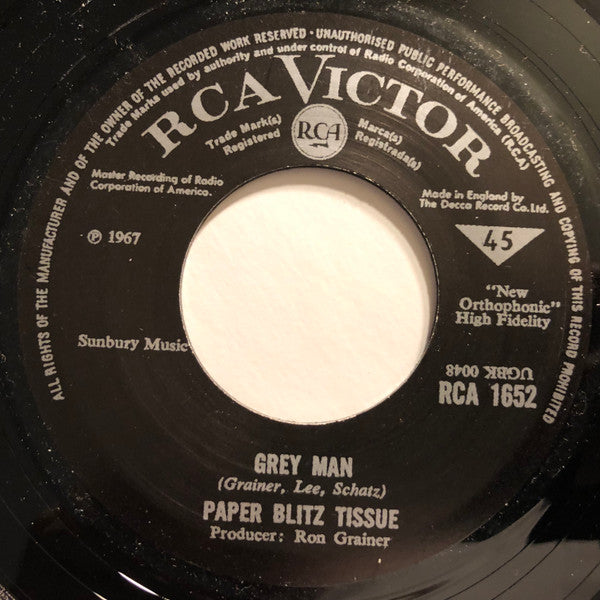 ALL RIGHTS OF THE MANUFACTURER AND OF THE OWNER OF THE RECORDED WORK RESERVED · UNAUTHORISED PUBLIC PERFORMANCE BROADCASTING AND COPYING OF THIS RECORD PROHIBITED
Trade Marks used by authority and under control of Radio Corporation of America (R.C.A)
RCA VICTOR
Trade Mark(s)
Registered
RCA
Marca(s)
Registrada(s)
Master Recording of Radio
Corporation of America.
Made in England by
The Decca Record Co. Ltd.
℗ 1967
45
"New
Orthophonic"
High Fidelity
Sunbury Music
UGBK 0048
RCA 1652
GREY MAN
(Grainer, Lee, Schatz)
PAPER BLITZ TISSUE
Producer: Ron Grainer